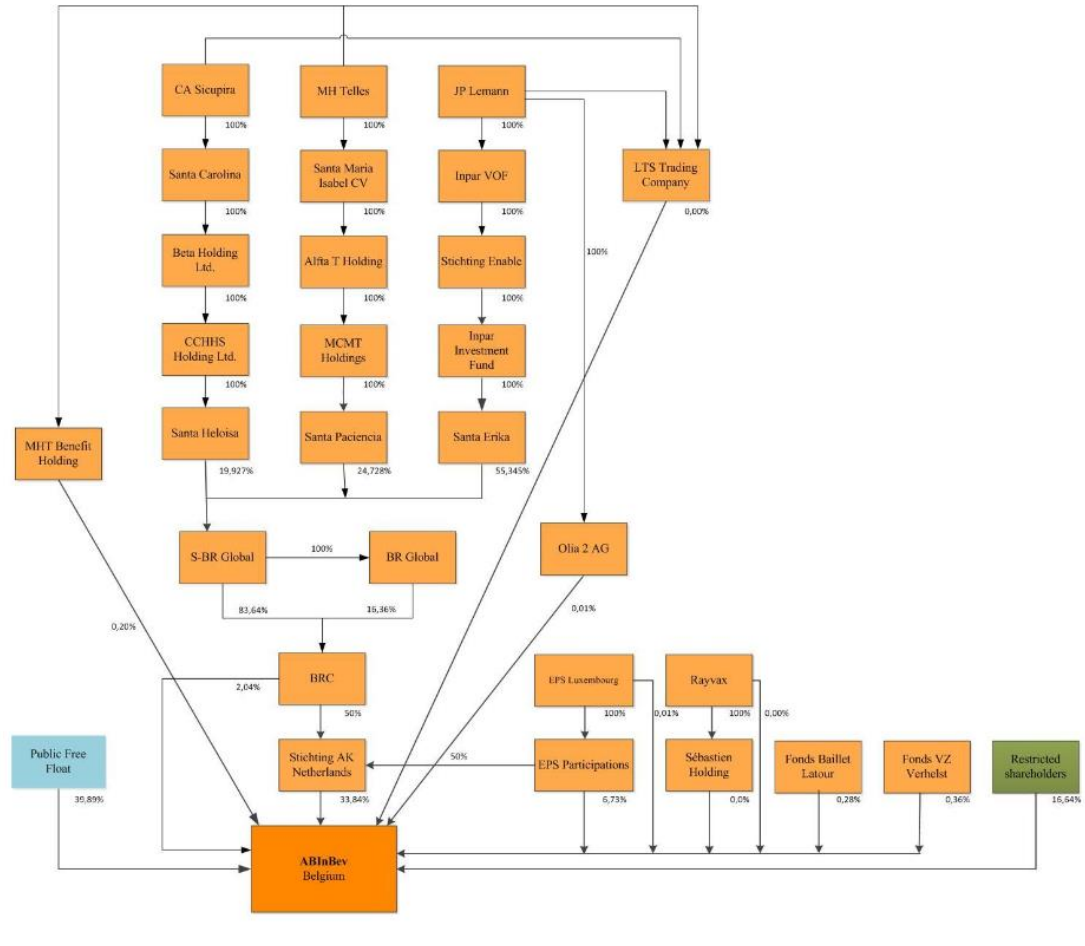 CA Sicupira
MH Telles
JP Lemann
100%
100%
100%
Santa Carolina
Santa Maria
Isabel CV
Inpar VOF
LTS Trading
Company
100%
100%
100%
0,00%
Beta Holding
Ltd.
Alfta T Holding
Stichting Enable
100%
100%
100%
100%
CCHHS
Holding Ltd.
MCMT
Holdings
Inpar
Investment
Fund
100%
100%
100%
MHT Benefit
Holding
Santa Heloisa
Santa Paciencia
Santa Erika
19,927%
24,728%
55,345%
S-BR Global
100%
BR Global
Olia 2 AG
83,64%
16,36%
0,01%
0,20%
BRC
EPS Luxembourg
Rayvax
2,04%
50%
100%
0,01%
100%
0,00%
Public Free
Float
Stichting AK
Netherlands
50%
EPS Participations
Sébastien
Holding
Fonds Baillet
Latour
Fonds VZ
Verhelst
Restricted
shareholders
39,89%
33,84%
6,73%
0,0%
0,28%
0,36%
16,64%
ABInBev
Belgium